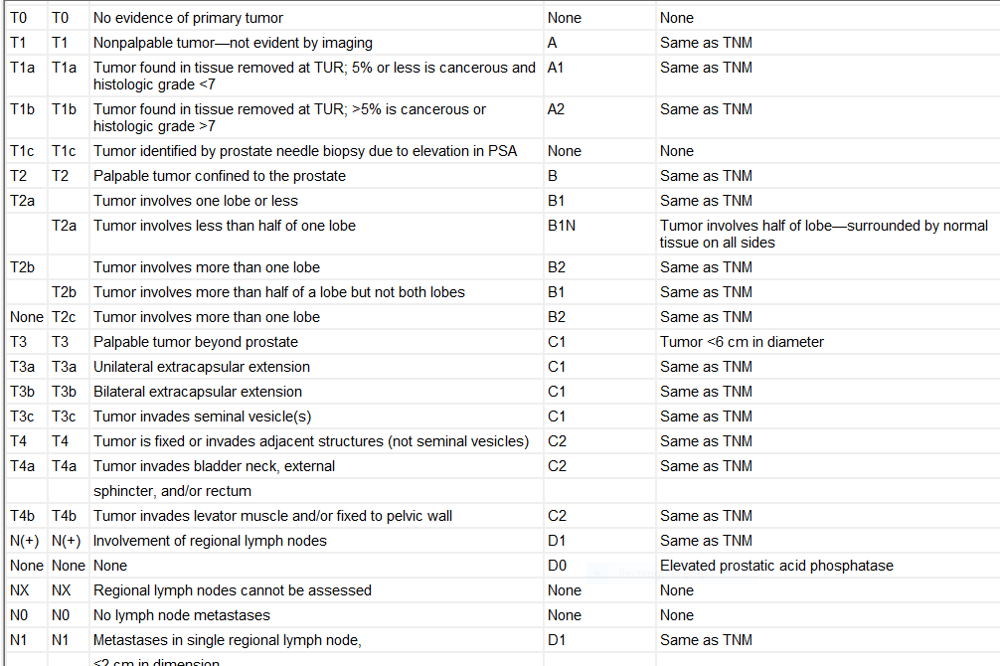 T0 T0 No evidence of primary tumor None None
T1 T1 Nonpalpable tumor—not evident by imaging A Same as TNM
T1a T1a Tumor found in tissue removed at TUR; 5% or less is cancerous and A1 Same as TNM
histologic grade <7
T1b T1b Tumor found in tissue removed at TUR; >5% is cancerous or A2 Same as TNM
histologic grade >7
T1c T1c Tumor identified by prostate needle biopsy due to elevation in PSA None None
T2 T2 Palpable tumor confined to the prostate B Same as TNM
T2a Tumor involves one lobe or less B1 Same as TNM
T2a Tumor involves less than half of one lobe B1N Tumor involves half of lobe—surrounded by normal
tissue on all sides
T2b Tumor involves more than one lobe B2 Same as TNM
T2b Tumor involves more than half of a lobe but not both lobes B1 Same as TNM
None T2c Tumor involves more than one lobe B2 Same as TNM
T3 T3 Palpable tumor beyond prostate C1 Tumor <6 cm in diameter
T3a T3a Unilateral extracapsular extension C1 Same as TNM
T3b T3b Bilateral extracapsular extension C1 Same as TNM
T3c T3c Tumor invades seminal vesicle(s) C1 Same as TNM
T4 T4 Tumor is fixed or invades adjacent structures (not seminal vesicles) C2 Same as TNM
T4a T4a Tumor invades bladder neck, external C2 Same as TNM
sphincter, and/or rectum
T4b T4b Tumor invades levator muscle and/or fixed to pelvic wall C2 Same as TNM
N(+) N(+) Involvement of regional lymph nodes D1 Same as TNM
None None None D0 Elevated prostatic acid phosphatase
NX NX Regional lymph nodes cannot be assessed None None
N0 N0 No lymph node metastases None None
N1 N1 Metastases in single regional lymph node, D1 Same as TNM
≤2 cm in dimension